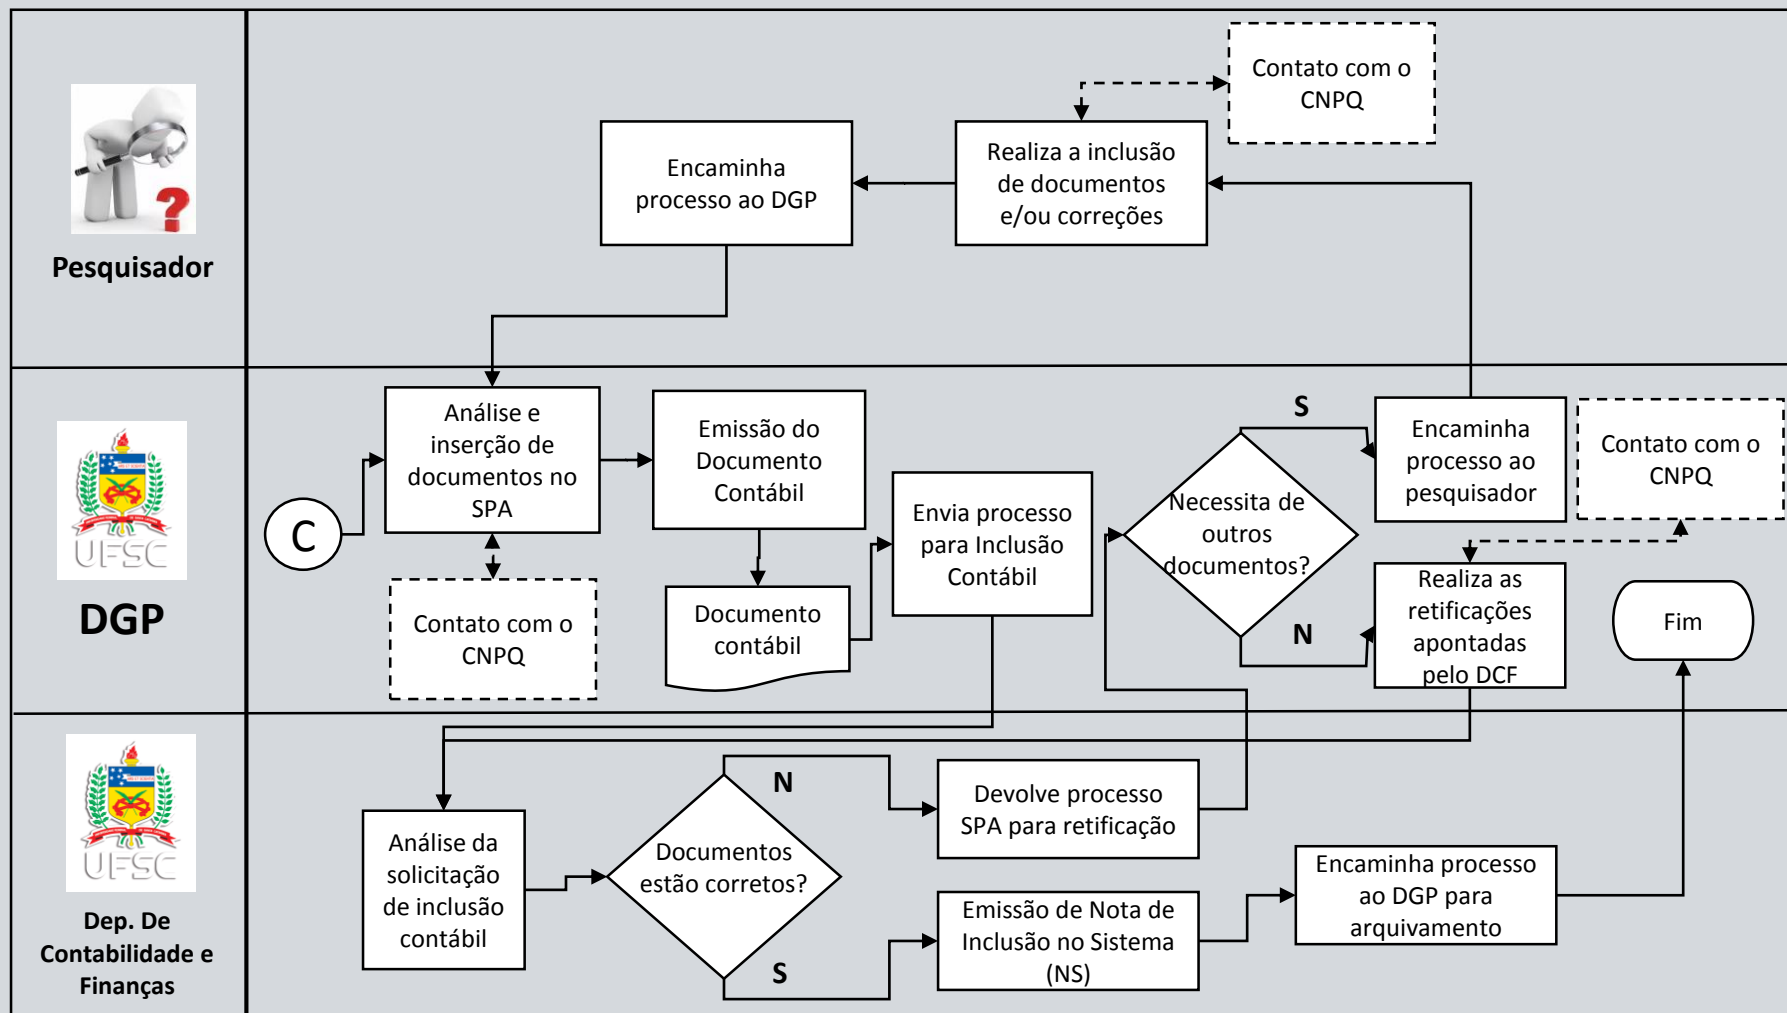 Contato com o
CNPQ
Encaminha
processo ao DGP
Realiza a inclusão
de documentos
e/ou correções
?
Pesquisador
Análise e
inserção de
documentos no
SPA
Emissão do
Documento
Contábil
S
Encaminha
processo ao
pesquisador
Contato com o
CNPQ
C
Envia processo
para Inclusão
Contábil
Necessita de
outros
documentos?
UFSC
DGP
Contato com o
CNPQ
Documento
contábil
N
Realiza as
retificações
apontadas
pelo DCF
Fim
N
Devolve processo
SPA para retificação
UFSC
Análise da
solicitação
de inclusão
contábil
Documentos
estão corretos?
Encaminha processo
ao DGP para
arquivamento
Emissão de Nota de
Inclusão no Sistema
(NS)
S
Dep. De
Contabilidade e
Finanças